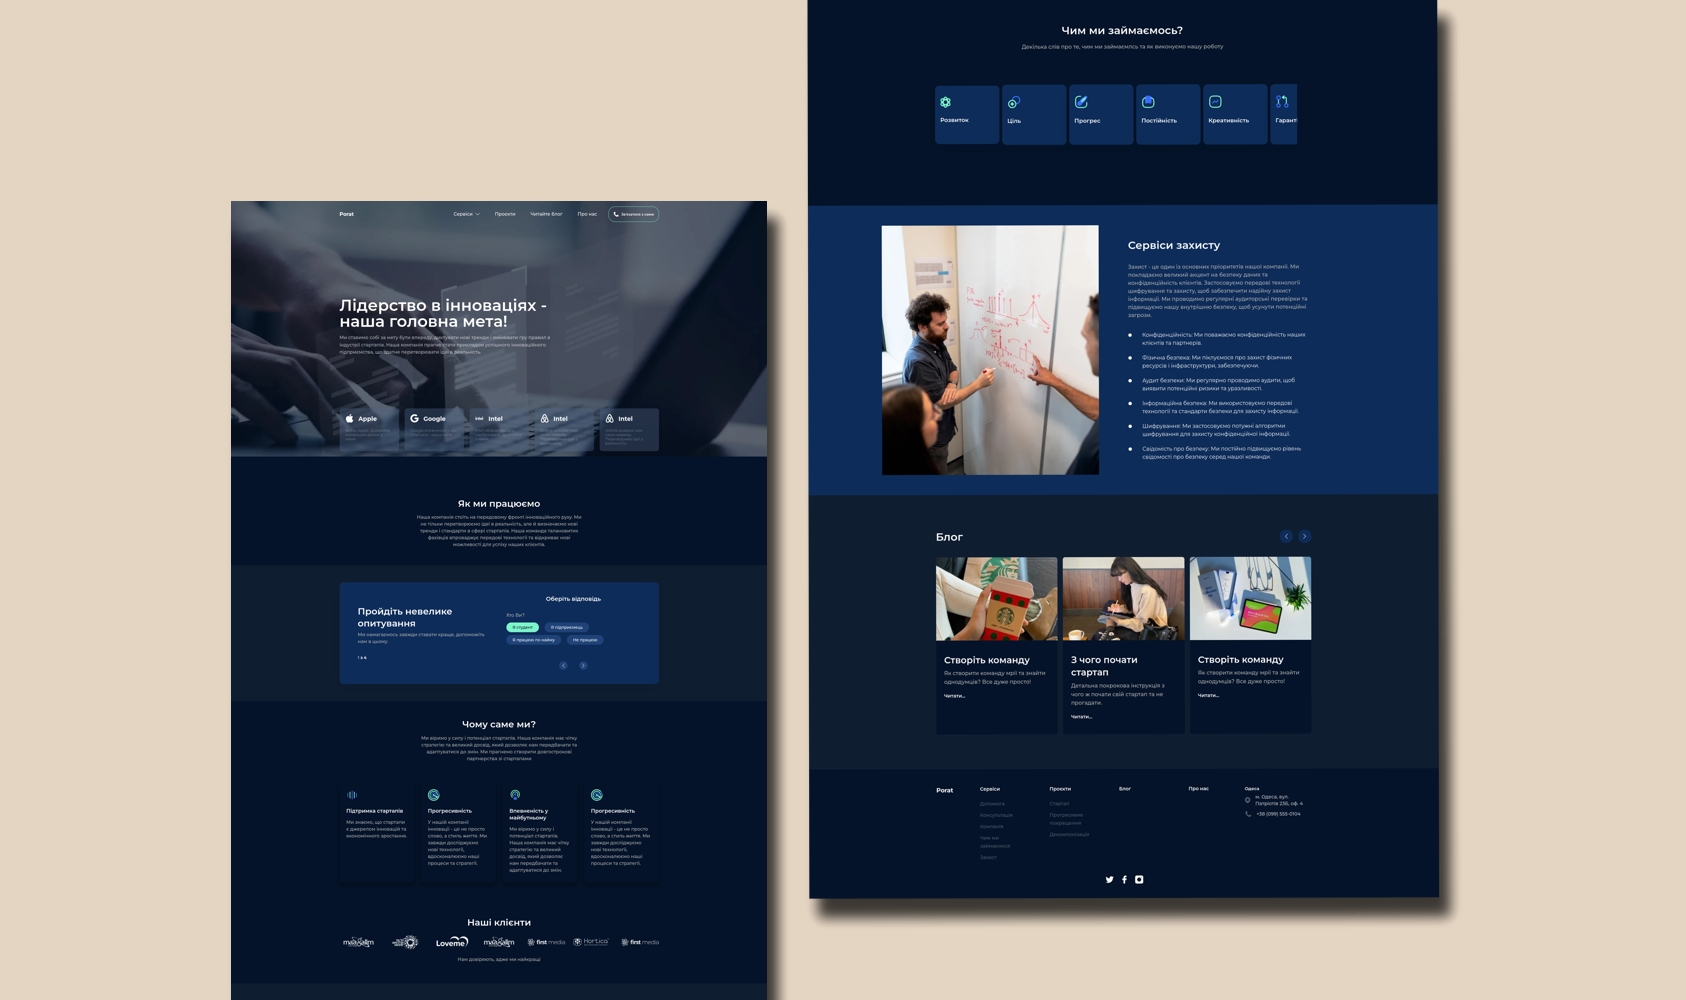 Porat
Сервіси
Проєкти
Читайте блог
Про нас
Зв'язатися з нами
Лідерство в інноваціях -
наша головна мета!
Ми ставимо собі за мету бути вперед
індустрії стартапів. Наша компанія прагне стати прикладом успішного інноваційного
підприємства, що здатне перетворювати ідеї в реальність.
Apple
Google
intel Intel
Intel
Intel
Як ми працюємо
Наша компанія стоїть на передовому фронті інноваційного руху. Ми
не тільки перетворюємо ідеї в реальність, але й визначаємо нові
тренди і стандарти в сфері стартапів. Наша команда талановитих
фахівців впроваджує передові технології та відкриває нові
можливості для успіху наших клієнтів.
Пройдіть невелике
опитування
Ми намагаємось завжди ставати краще, допоможіть
нам в цьому.
1 з 4
Оберіть відповідь
Хто Ви?
Я студент
Я підприємець
Я працюю по найму
Не працюю
Чому саме ми?
Ми віримо у силу і потенціал стартапів. Наша компанія має чітку
стратегію та великий досвід, який дозволяє нам передбачати та
адаптуватися до змін. Ми прагнемо створити довгострокові
партнерства зі стартапами
Підтримка стартапів
Ми знаємо, що стартапи
є джерелом інновацій та
економічного зростання.
Прогресивність
У нашій компанії
інновації - це не просто
слово, а стиль життя. Ми
завжди досліджуємо
нові технології,
вдосконалюємо наші
процеси та стратегії.
Впевненість у
майбутньому
Ми віримо у силу і
потенціал стартапів.
Наша компанія має чітку
стратегію та великий
досвід, який дозволяє
нам передбачати та
адаптуватися до змін.
Прогресивність
У нашій компанії
інновації - це не просто
слово, а стиль життя. Ми
завжди досліджуємо
нові технології,
вдосконалюємо наші
процеси та стратегії.
Наші клієнти
Loveme
first media
Hortica
first media
Нам довіряють, адже ми найкращі
Чим ми займаємось?
Декілька слів про те, чим ми займаємлсь та як виконуємо нашу роботу
Розвиток
Ціль
Прогрес
Постійність
Креативність
Гарант
Сервіси захисту
Захист - це один із основних пріоритетів нашої компанії. Ми
покладаємо великий акцент на безпеку даних та
конфіденційність клієнтів. Застосовуємо передові технології
шифрування та захисту, щоб забезпечити надійну захист
інформації. Ми проводимо регулярні аудиторські перевірки та
підвищуємо нашу внутрішню безпеку, щоб усунути потенційні
загрози.
Конфіденційність: Ми поважаємо конфіденційність наших
клієнтів та партнерів.
Фізична безпека: Ми піклуємося про захист фізичних
ресурсів і інфраструктури, забезпечуючи.
Аудит безпеки: Ми регулярно проводимо аудити, щоб
виявити потенційні ризики та уразливості.
Інформаційна безпека: Ми використовуємо передові
технології та стандарти безпеки для захисту інформації.
Шифрування: Ми застосовуємо потужні алгоритми
шифрування для захисту конфіденційної інформації.
Свідомість про безпеку: Ми постійно підвищуємо рівень
свідомості про безпеку серед нашої команди.
Блог
Створіть команду
Як створити команду мрії та знайти
однодумців? Все дуже просто!
Читати...
З чого почати
стартап
Детальна покрокова інструкція з
чого ж почати свій стартап та не
прогадати.
Читати...
Створіть команду
Як створити команду мрії та знайти
однодумців? Все дуже просто!
Читати...
Porat
Сервіси
Допомога
Консультація
Компанія
Чим ми
займаємося
Захист
Проєкти
Стартап
Прогресивне
покращення
Блог
Про нас
Одеса
м. Одеса, вул.
Патріотів 23Б, оф. 4
+38 (099) 555-0104